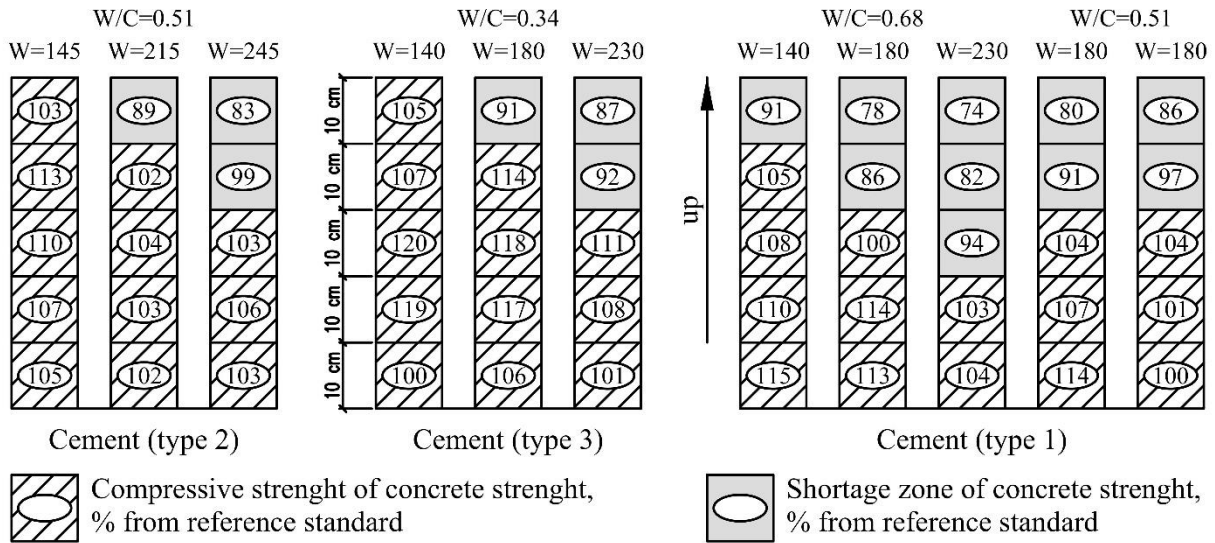 W/C=0.51 W/C=0.34 W/C=0.68 W/C=0.51
W=145 W=215 W=245 W=140 W=180 W=230 W=140 W=180 W=230 W=180 W=180
103 89 83 10 cm 105 91 87 91 78 74 80 86
113 102 99 10 cm 107 114 92 105 86 82 91 97
110 104 103 10 cm 120 118 111 up 108 100 94 104 104
107 103 106 10 cm 119 117 108 110 114 103 107 101
105 102 103 10 cm 100 106 101 115 113 104 114 100
Cement (type 2) Cement (type 3) Cement (type 1)
Compressive strenght of concrete strenght,
% from reference standard
Shortage zone of concrete strenght,
% from reference standard